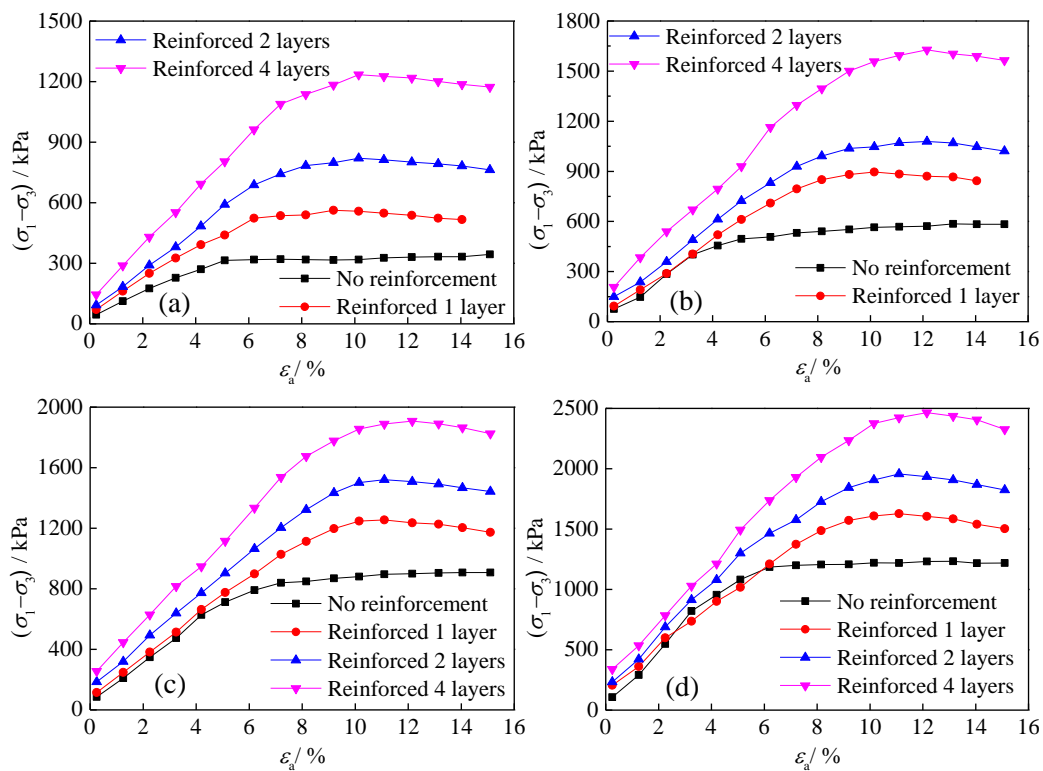 1500
1200
900
600
300
0
(σ₁−σ₃) / kPa
Reinforced 2 layers
Reinforced 4 layers
No reinforcement
Reinforced 1 layer
(a)
0 2 4 6 8 10 12 14 16
εₐ/ %
1800
1500
1200
900
600
300
0
(σ₁−σ₃) / kPa
Reinforced 2 layers
Reinforced 4 layers
No reinforcement
Reinforced 1 layer
(b)
0 2 4 6 8 10 12 14 16
εₐ/ %
2000
1600
1200
800
400
0
(σ₁−σ₃) / kPa
No reinforcement
Reinforced 1 layer
Reinforced 2 layers
Reinforced 4 layers
(c)
0 2 4 6 8 10 12 14 16
εₐ/ %
2500
2000
1500
1000
500
0
(σ₁−σ₃) / kPa
No reinforcement
Reinforced 1 layer
Reinforced 2 layers
Reinforced 4 layers
(d)
0 2 4 6 8 10 12 14 16
εₐ/ %